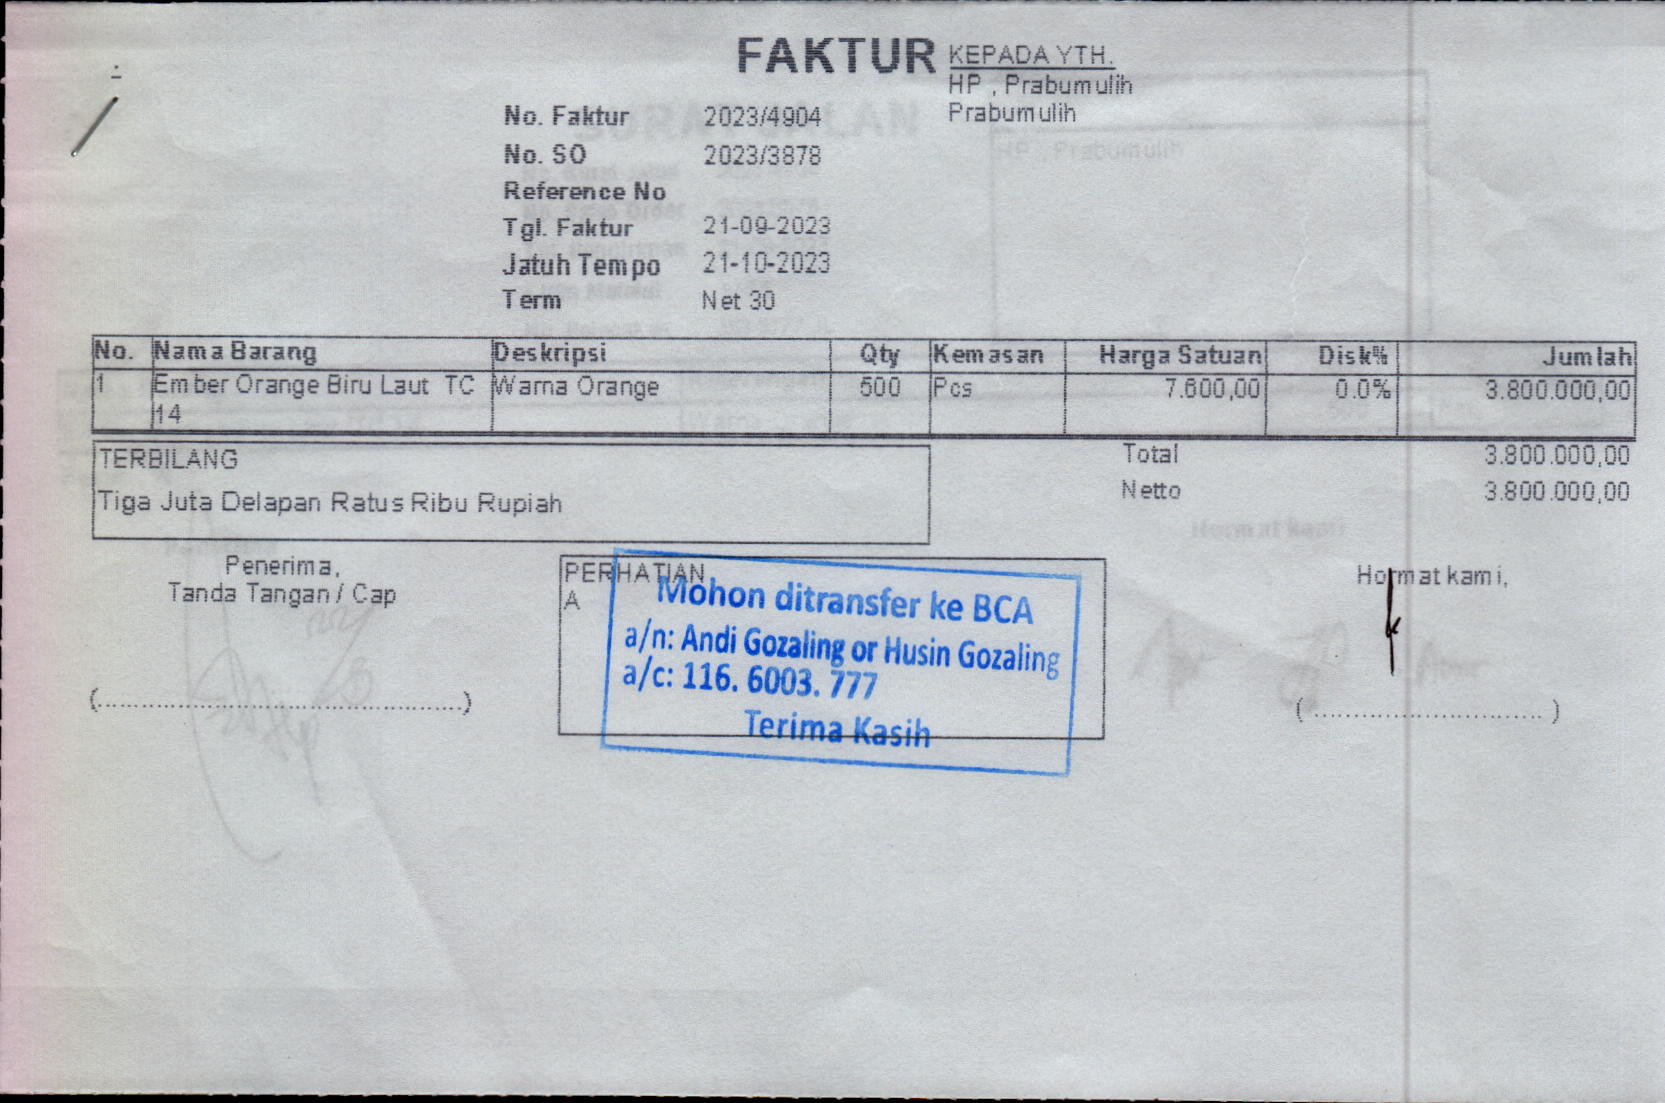 FAKTUR
KEPADA YTH.
HP , Prabumulih
Prabumulih
No. Faktur 2023/4904
No. SO 2023/3878
Reference No
Tgl. Faktur 21-09-2023
Jatuh Tempo 21-10-2023
Term Net 30
No. Nama Barang Deskripsi Qty Kemasan Harga Satuan Disk% Jumlah
1 Ember Orange Biru Laut TC Warna Orange 500 Pcs 7.600,00 0.0% 3.800.000,00
14
TERBILANG
Tiga Juta Delapan Ratus Ribu Rupiah
Total 3.800.000,00
Netto 3.800.000,00
Penerima,
Tanda Tangan / Cap
(..................................................)
PERHATIAN
A
Mohon ditransfer ke BCA
a/n: Andi Gozaling or Husin Gozaling
a/c: 116. 6003. 777
Terima Kasih
Hormat kami,
( ............................... )